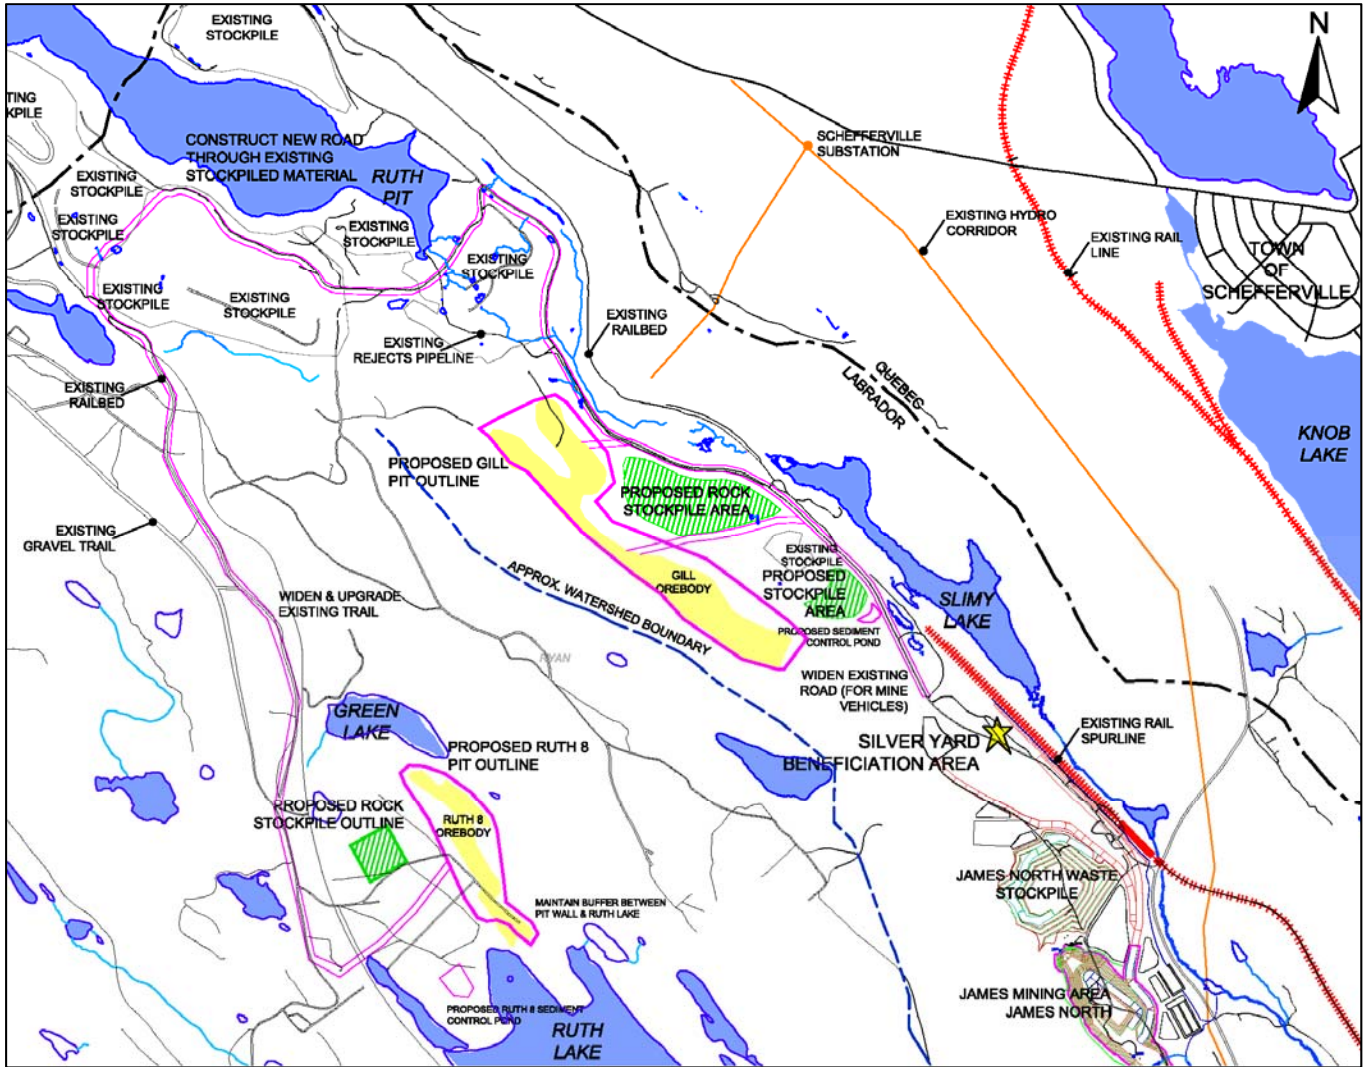 EXISTING
STOCKPILE
N
CONSTRUCT NEW ROAD
THROUGH EXISTING
STOCKPILED MATERIAL
RUTH
PIT
SCHEFFERVILLE
SUBSTATION
EXISTING
STOCKPILE
EXISTING
STOCKPILE
EXISTING
STOCKPILE
EXISTING HYDRO
CORRIDOR
EXISTING RAIL
LINE
TOWN
OF
SCHEFFERVILLE
EXISTING
STOCKPILE
EXISTING
STOCKPILE
EXISTING
STOCKPILE
EXISTING
RAILBED
EXISTING
REJECTS PIPELINE
EXISTING
RAILBED
QUEBEC
LABRADOR
KNOB
LAKE
PROPOSED GILL
PIT OUTLINE
PROPOSED ROCK
STOCKPILE AREA
EXISTING
GRAVEL TRAIL
EXISTING
STOCKPILE
PROPOSED
STOCKPILE
AREA
GILL
OREBODY
APPROX. WATERSHED BOUNDARY
WIDEN & UPGRADE
EXISTING TRAIL
SLIMY
LAKE
PROPOSED SEDIMENT
CONTROL POND
RYAN
WIDEN EXISTING
ROAD (FOR MINE
VEHICLES)
GREEN
LAKE
EXISTING RAIL
SPURLINE
SILVER YARD
BENEFICIATION AREA
PROPOSED RUTH 8
PIT OUTLINE
PROPOSED ROCK
STOCKPILE OUTLINE
RUTH 8
OREBODY
JAMES NORTH WASTE
STOCKPILE
MAINTAIN BUFFER BETWEEN
PIT WALL & RUTH LAKE
JAMES MINING AREA
JAMES NORTH
PROPOSED RUTH 8 SEDIMENT
CONTROL POND
RUTH
LAKE